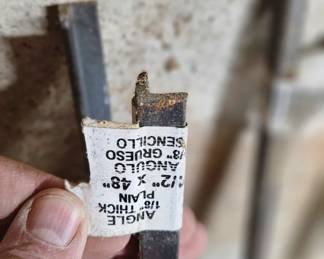 ANGLE
PLAIN
1/8" THICK
1/2" x 48"
ANGULO
1/8" GRUESO
SENCILLO